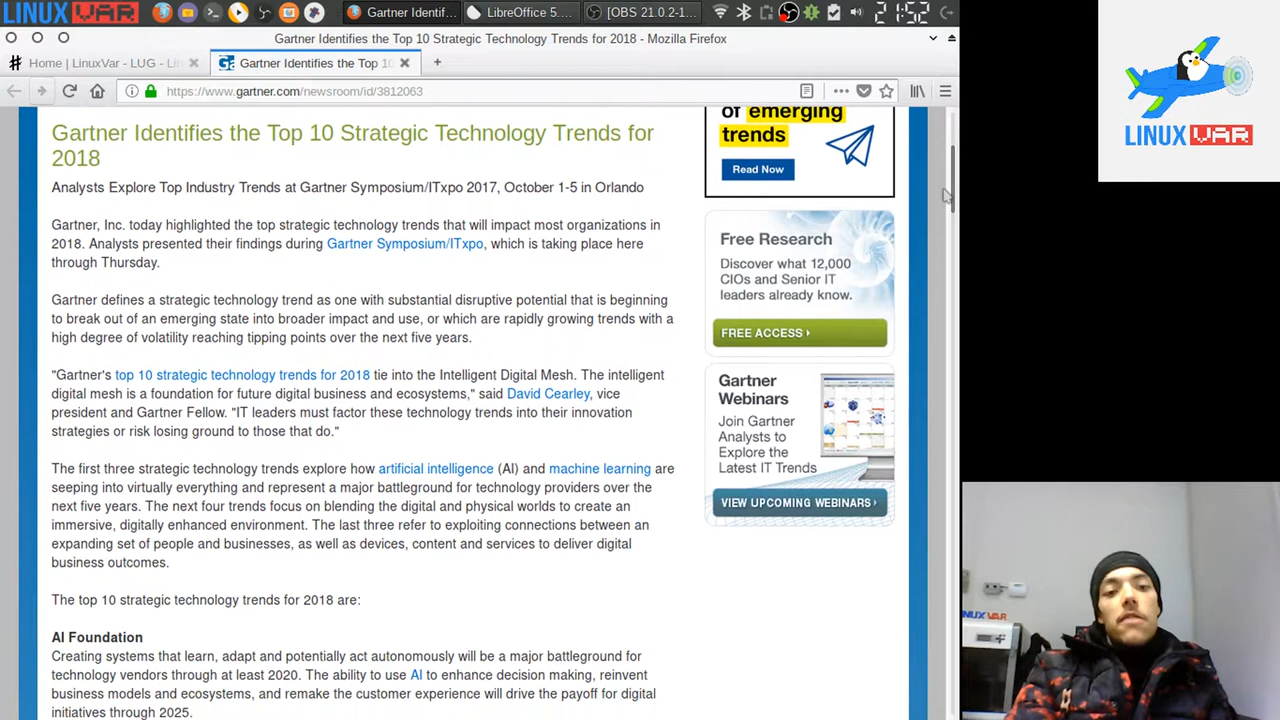 LINUX VAR
Gartner Identif...
LibreOffice 5....
[OBS 21.0.2-1...
21:52
Gartner Identifies the Top 10 Strategic Technology Trends for 2018 - Mozilla Firefox
Home | LinuxVar - LUG - Lin
Gartner Identifies the Top 10
https://www.gartner.com/newsroom/id/3812063
Gartner Identifies the Top 10 Strategic Technology Trends for
2018
Analysts Explore Top Industry Trends at Gartner Symposium/ITxpo 2017, October 1-5 in Orlando
Gartner, Inc. today highlighted the top strategic technology trends that will impact most organizations in
2018. Analysts presented their findings during Gartner Symposium/ITxpo, which is taking place here
through Thursday.
Gartner defines a strategic technology trend as one with substantial disruptive potential that is beginning
to break out of an emerging state into broader impact and use, or which are rapidly growing trends with a
high degree of volatility reaching tipping points over the next five years.
"Gartner's top 10 strategic technology trends for 2018 tie into the Intelligent Digital Mesh. The intelligent
digital mesh is a foundation for future digital business and ecosystems," said David Cearley, vice
president and Gartner Fellow. "IT leaders must factor these technology trends into their innovation
strategies or risk losing ground to those that do."
The first three strategic technology trends explore how artificial intelligence (AI) and machine learning are
seeping into virtually everything and represent a major battleground for technology providers over the
next five years. The next four trends focus on blending the digital and physical worlds to create an
immersive, digitally enhanced environment. The last three refer to exploiting connections between an
expanding set of people and businesses, as well as devices, content and services to deliver digital
business outcomes.
The top 10 strategic technology trends for 2018 are:
AI Foundation
Creating systems that learn, adapt and potentially act autonomously will be a major battleground for
technology vendors through at least 2020. The ability to use AI to enhance decision making, reinvent
business models and ecosystems, and remake the customer experience will drive the payoff for digital
initiatives through 2025.
of emerging
trends
Read Now
Free Research
Discover what 12,000
CIOs and Senior IT
leaders already know.
FREE ACCESS
Gartner
Webinars
Join Gartner
Analysts to
Explore the
Latest IT Trends
VIEW UPCOMING WEBINARS
LINUX VAR
LINUX VAR